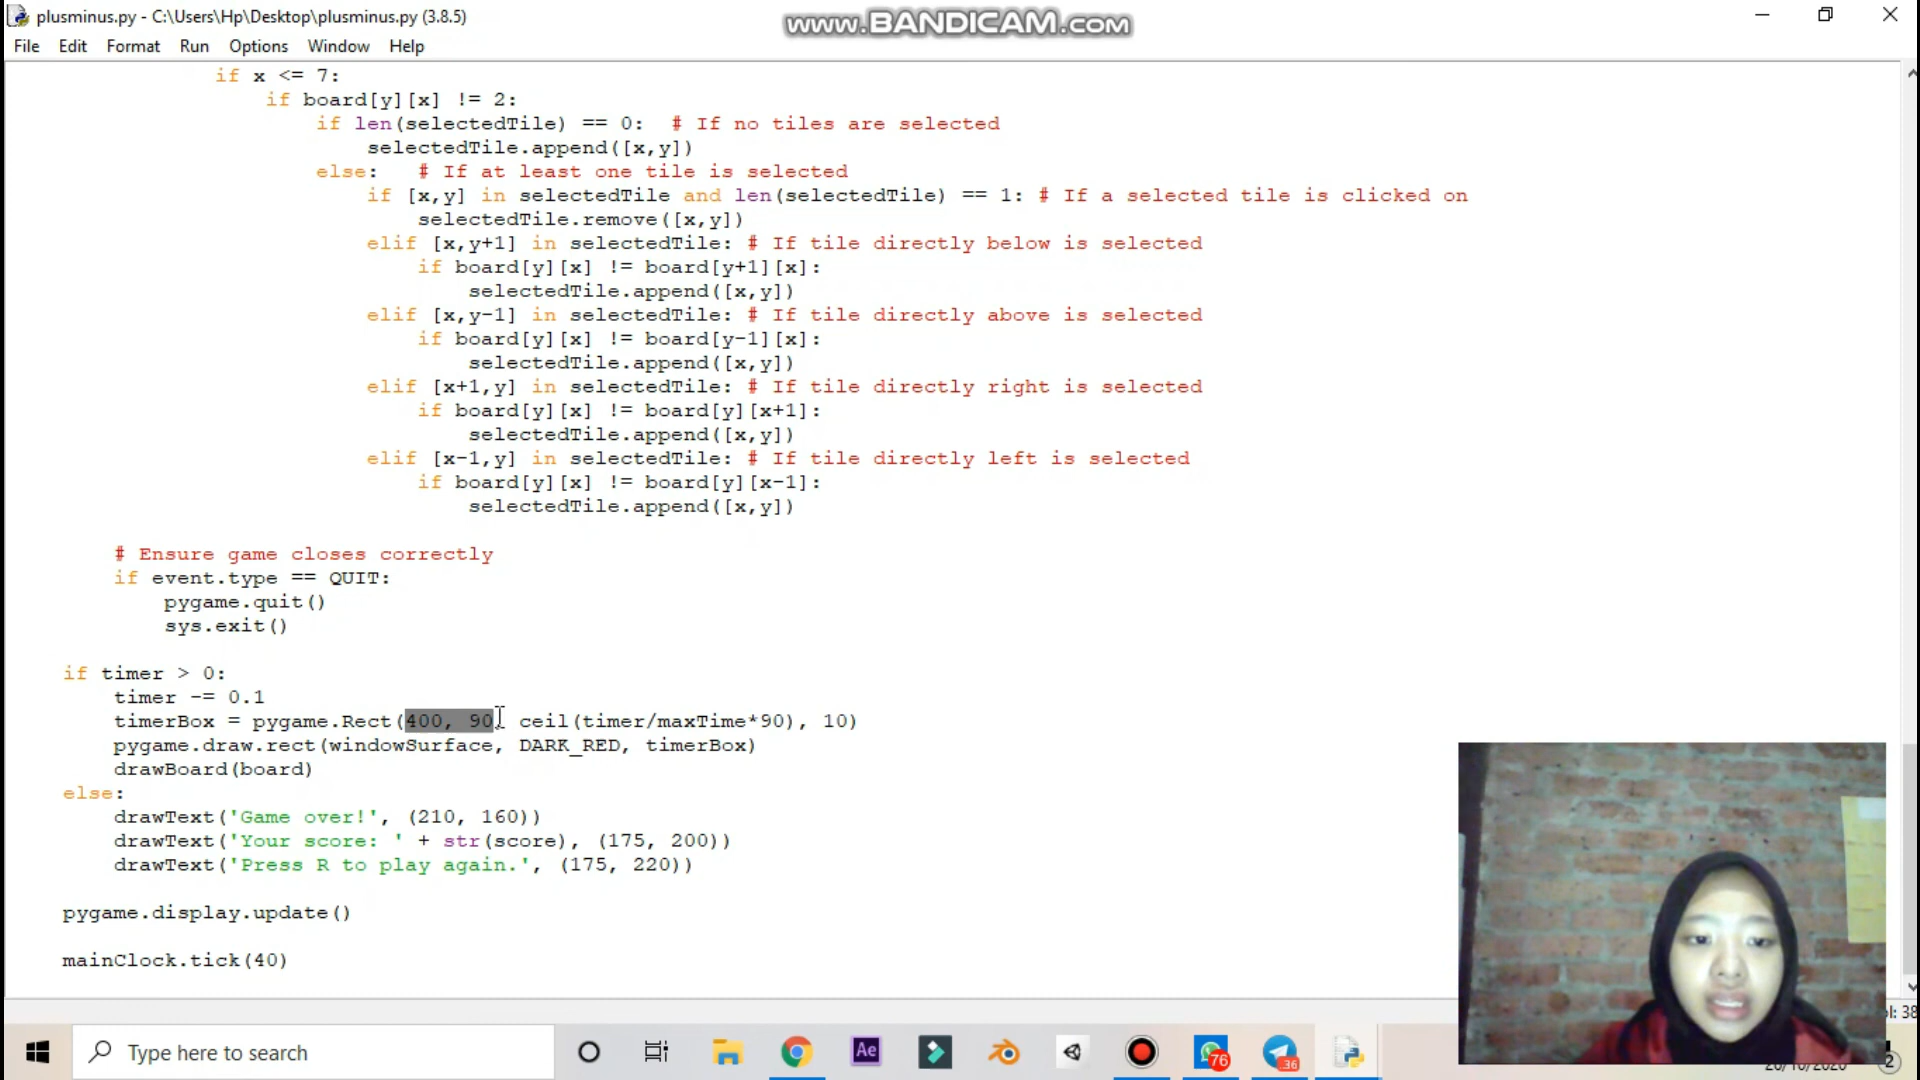 plusminus.py - C:\Users\Hp\Desktop\plusminus.py (3.8.5)
www.BANDICAM.com
File Edit Format Run Options Window Help
if x <= 7:
if board[y][x] != 2:
if len(selectedTile) == 0: # If no tiles are selected
selectedTile.append([x,y])
else: # If at least one tile is selected
if [x,y] in selectedTile and len(selectedTile) == 1: # If a selected tile is clicked on
selectedTile.remove([x,y])
elif [x,y+1] in selectedTile: # If tile directly below is selected
if board[y][x] != board[y+1][x]:
selectedTile.append([x,y])
elif [x,y-1] in selectedTile: # If tile directly above is selected
if board[y][x] != board[y-1][x]:
selectedTile.append([x,y])
elif [x+1,y] in selectedTile: # If tile directly right is selected
if board[y][x] != board[y][x+1]:
selectedTile.append([x,y])
elif [x-1,y] in selectedTile: # If tile directly left is selected
if board[y][x] != board[y][x-1]:
selectedTile.append([x,y])
# Ensure game closes correctly
if event.type == QUIT:
pygame.quit()
sys.exit()
if timer > 0:
timer -= 0.1
timerBox = pygame.Rect(400, 90, ceil(timer/maxTime*90), 10)
pygame.draw.rect(windowSurface, DARK_RED, timerBox)
drawBoard(board)
else:
drawText('Game over!', (210, 160))
drawText('Your score: ' + str(score), (175, 200))
drawText('Press R to play again.', (175, 220))
pygame.display.update()
mainClock.tick(40)
Type here to search
Ae
76
36
2